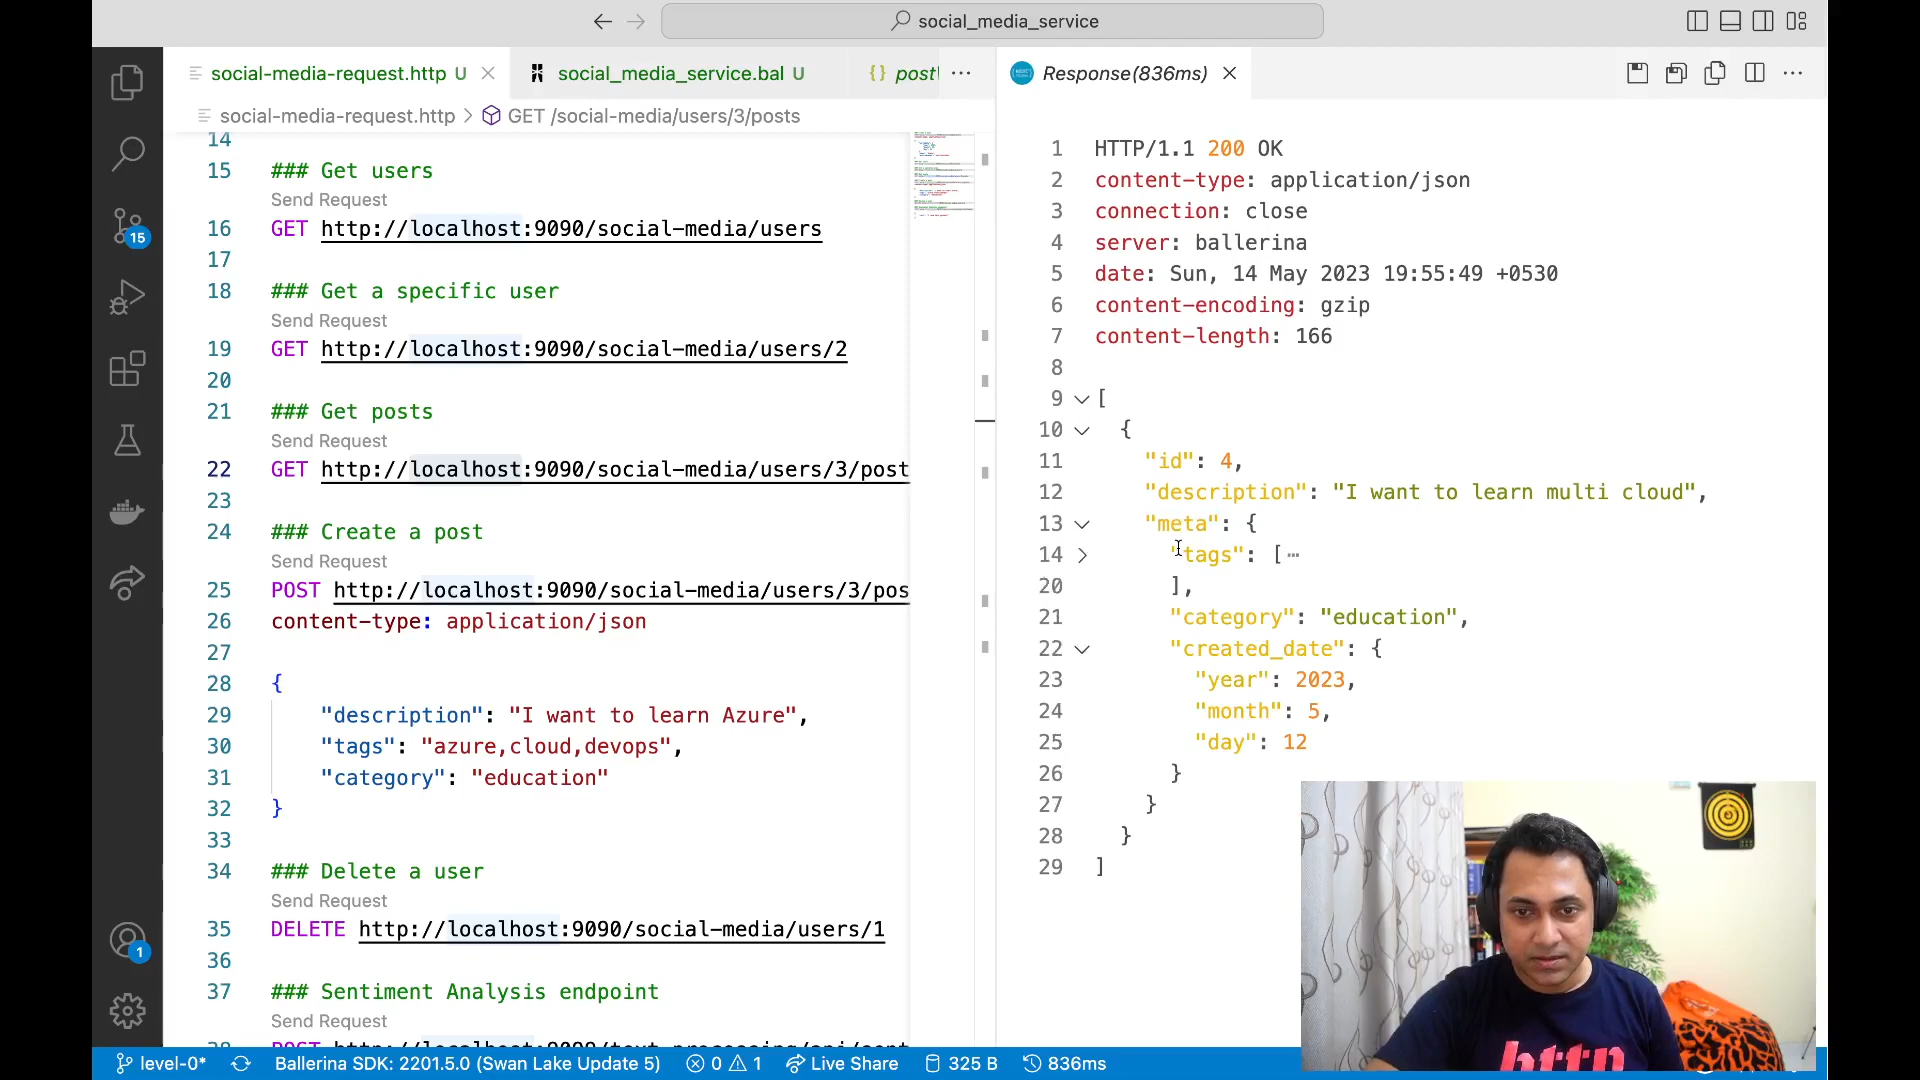 social_media_service
social-media-request.http U
social_media_service.bal U
{} post
Response(836ms)
social-media-request.http > GET /social-media/users/3/posts
14
15 ### Get users
Send Request
16 GET http://localhost:9090/social-media/users
17
18 ### Get a specific user
Send Request
19 GET http://localhost:9090/social-media/users/2
20
21 ### Get posts
Send Request
22 GET http://localhost:9090/social-media/users/3/post
23
24 ### Create a post
Send Request
25 POST http://localhost:9090/social-media/users/3/pos
26 content-type: application/json
27
28 {
29 "description": "I want to learn Azure",
30 "tags": "azure,cloud,devops",
31 "category": "education"
32 }
33
34 ### Delete a user
Send Request
35 DELETE http://localhost:9090/social-media/users/1
36
37 ### Sentiment Analysis endpoint
Send Request
1 HTTP/1.1 200 OK
2 content-type: application/json
3 connection: close
4 server: ballerina
5 date: Sun, 14 May 2023 19:55:49 +0530
6 content-encoding: gzip
7 content-length: 166
8
9 [
10 {
11 "id": 4,
12 "description": "I want to learn multi cloud",
13 "meta": {
14 "tags": [⋯
20 ],
21 "category": "education",
22 "created_date": {
23 "year": 2023,
24 "month": 5,
25 "day": 12
26 }
27 }
28 }
29 ]
15
1
http
level-0* Ballerina SDK: 2201.5.0 (Swan Lake Update 5) 0 1 Live Share 325 B 836ms